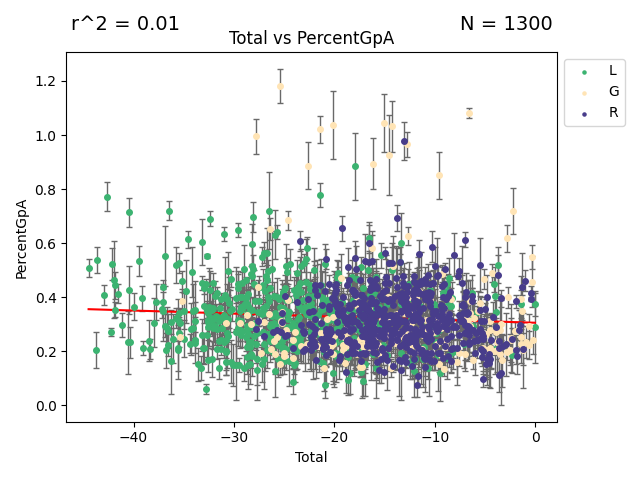 r^2 = 0.01
N = 1300
Total vs PercentGpA
L
G
R
PercentGpA
1.2
1.0
0.8
0.6
0.4
0.2
0.0
−40
−30
−20
−10
0
Total